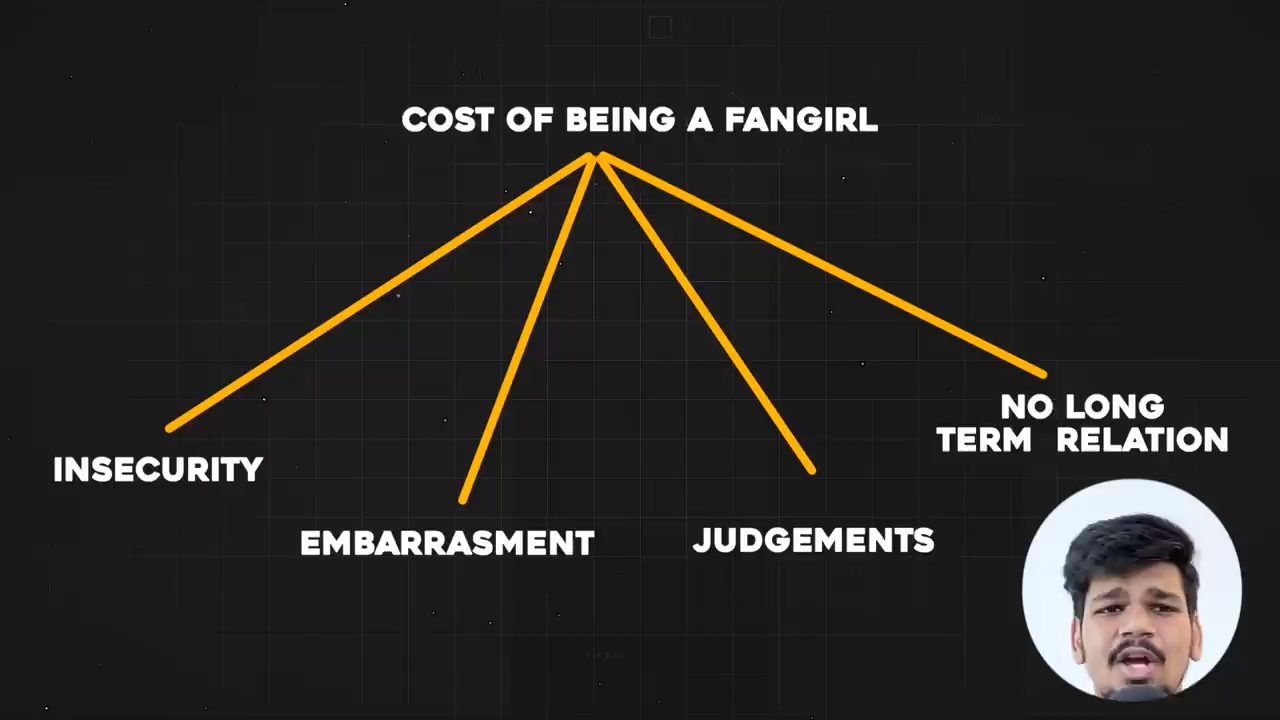 COST OF BEING A FANGIRL
INSECURITY
EMBARRASMENT
JUDGEMENTS
NO LONG
TERM RELATION